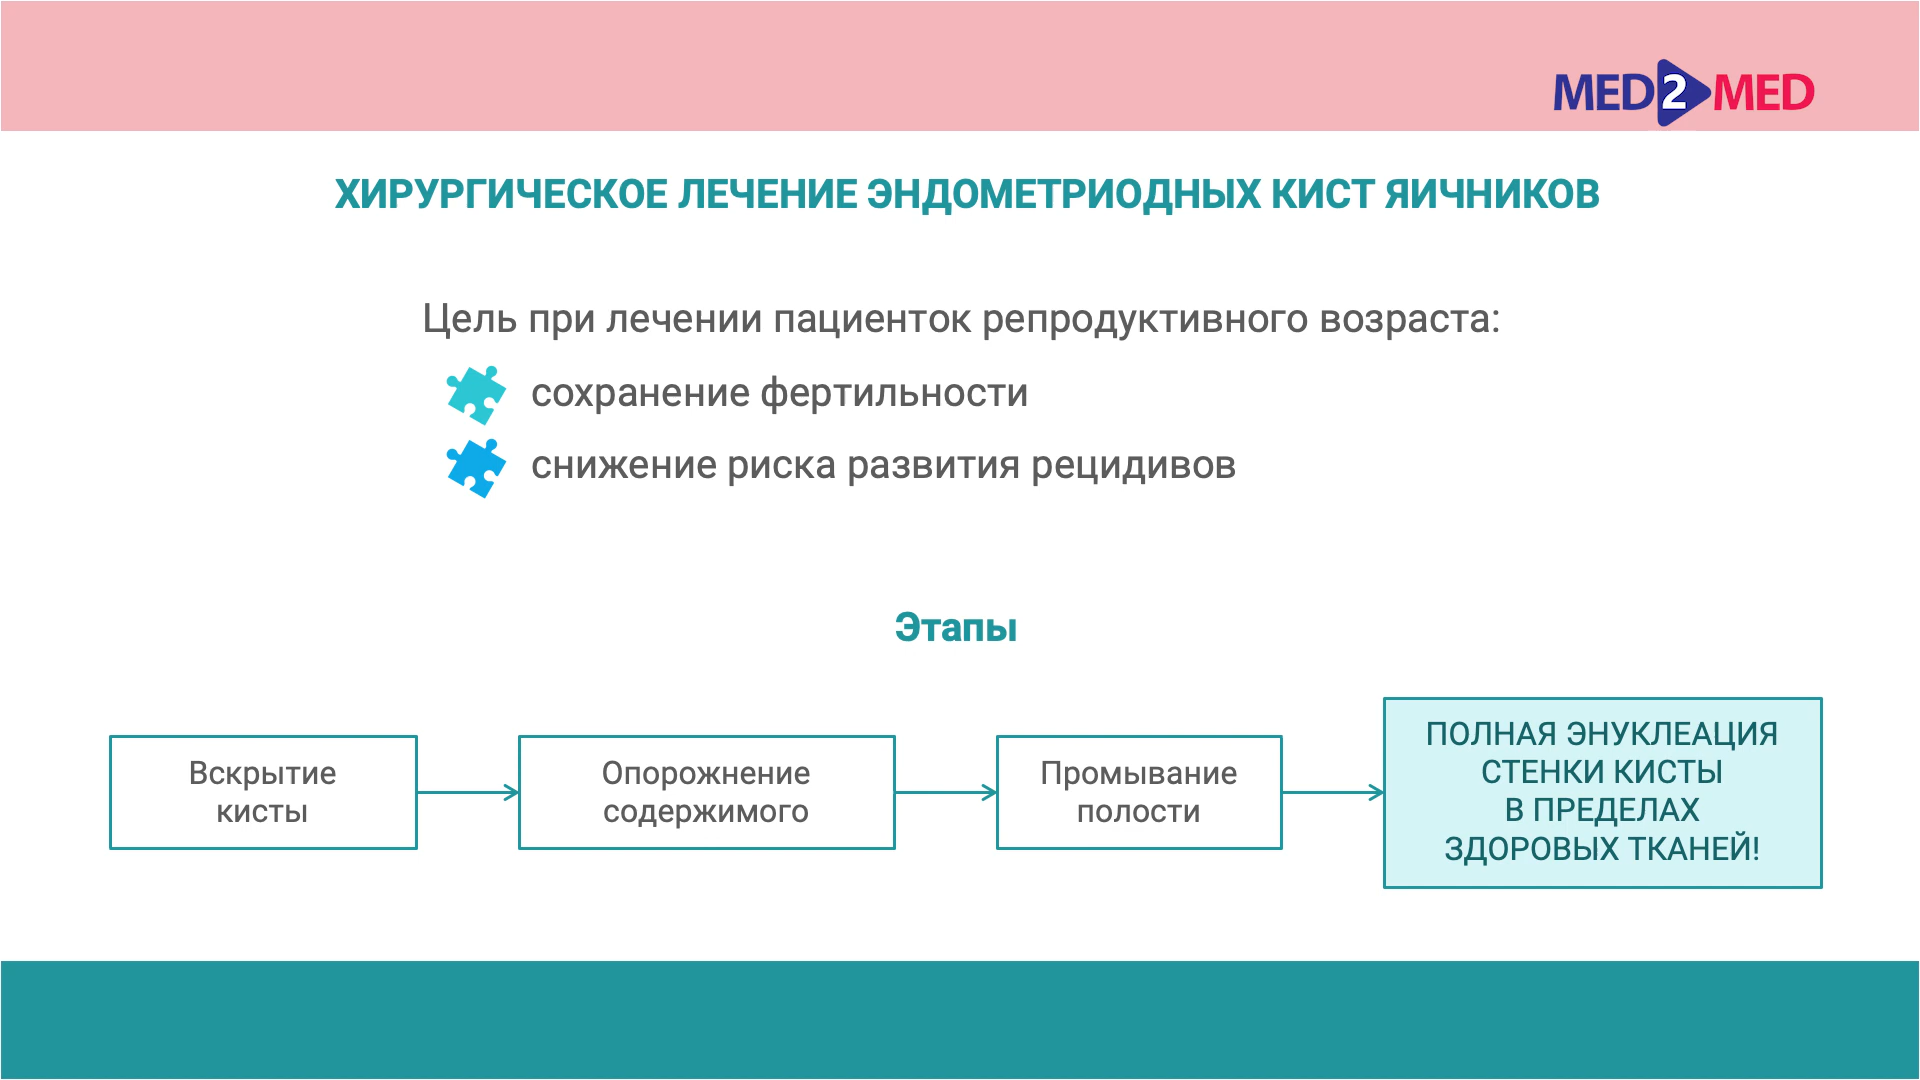 MED2MED
ХИРУРГИЧЕСКОЕ ЛЕЧЕНИЕ ЭНДОМЕТРИОДНЫХ КИСТ ЯИЧНИКОВ
Цель при лечении пациенток репродуктивного возраста:
сохранение фертильности
снижение риска развития рецидивов
Этапы
Вскрытие
кисты
Опорожнение
содержимого
Промывание
полости
ПОЛНАЯ ЭНУКЛЕАЦИЯ
СТЕНКИ КИСТЫ
В ПРЕДЕЛАХ
ЗДОРОВЫХ ТКАНЕЙ!